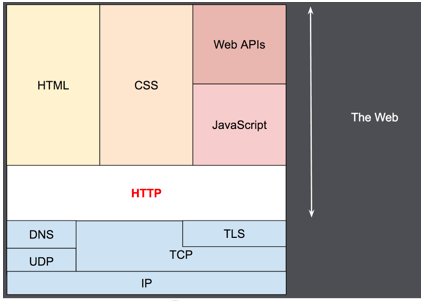 Web APIs
HTML
CSS
The Web
JavaScript
HTTP
DNS
TLS
TCP
UDP
IP